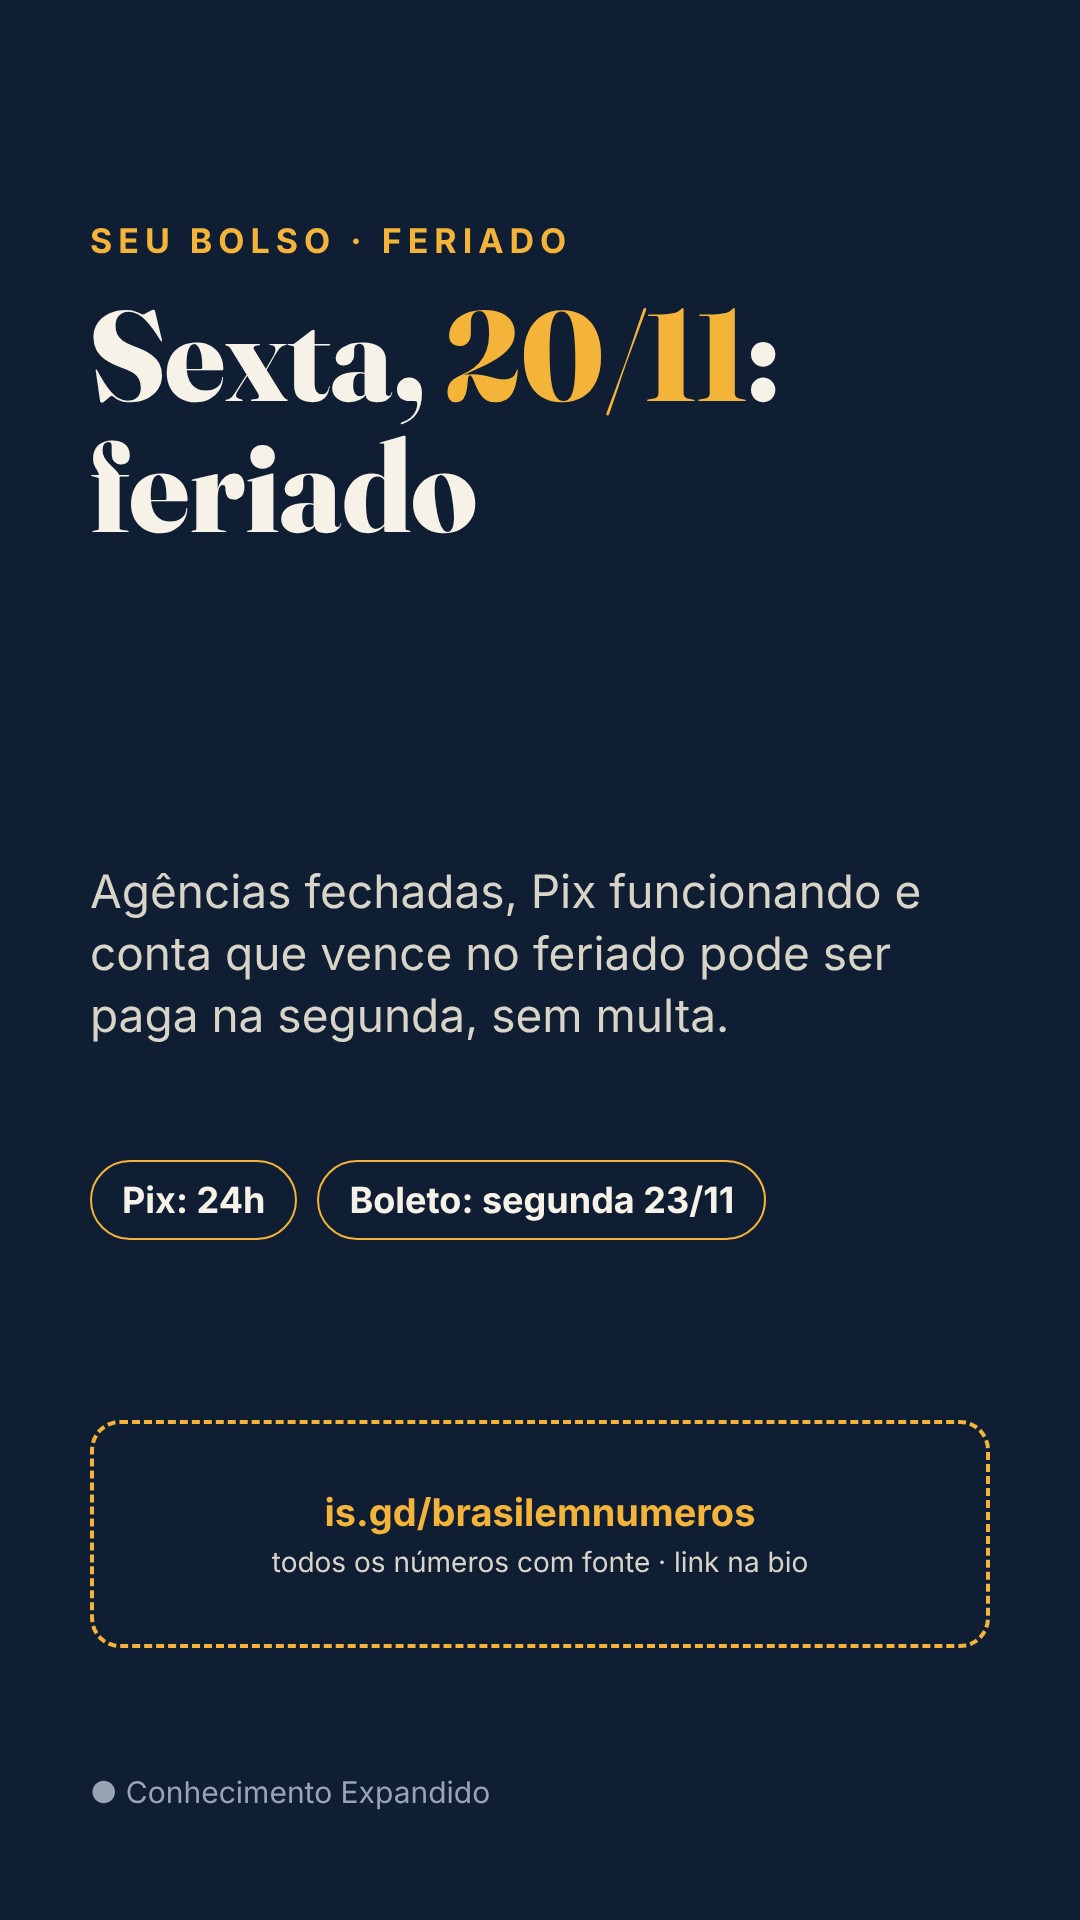 SEU BOLSO · FERIADO
Sexta, 20/11:
feriado
Agências fechadas, Pix funcionando e
conta que vence no feriado pode ser
paga na segunda, sem multa.
Pix: 24h
Boleto: segunda 23/11
is.gd/brasilemnumeros
todos os números com fonte · link na bio
Conhecimento Expandido